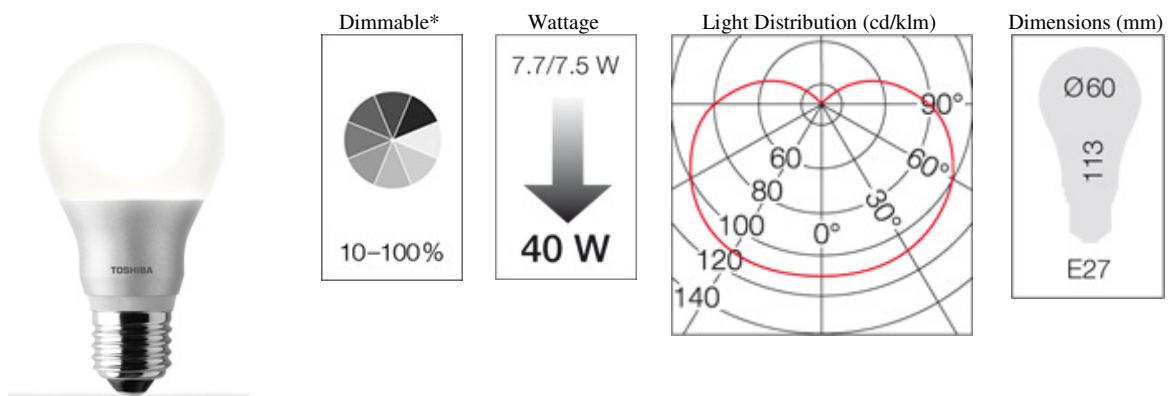 TOSHIBA
Dimmable*
10–100%
Wattage
7.7/7.5 W
40 W
Light Distribution (cd/klm)
90°
60
60°
80
30°
100
0°
120
140
Dimensions (mm)
Ø60
113
E27